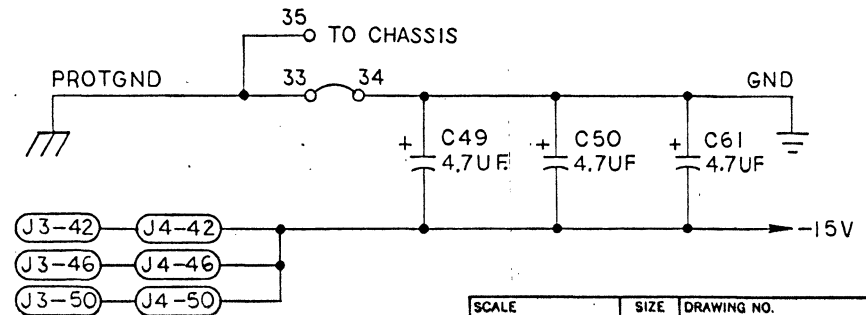 35
TO CHASSIS
PROTGND 33 34 GND
+ C49 + C50 + C61
4.7UF 4.7UF 4.7UF
J3-42 J4-42 -15V
J3-46 J4-46
J3-50 J4-50
SCALE SIZE DRAWING NO.